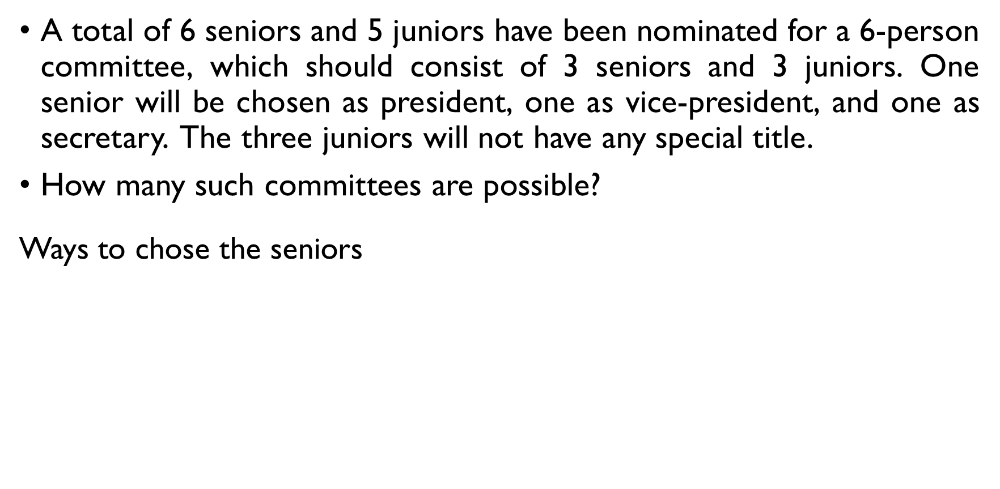 • A total of 6 seniors and 5 juniors have been nominated for a 6-person
committee, which should consist of 3 seniors and 3 juniors. One
senior will be chosen as president, one as vice-president, and one as
secretary. The three juniors will not have any special title.
• How many such committees are possible?
Ways to chose the seniors